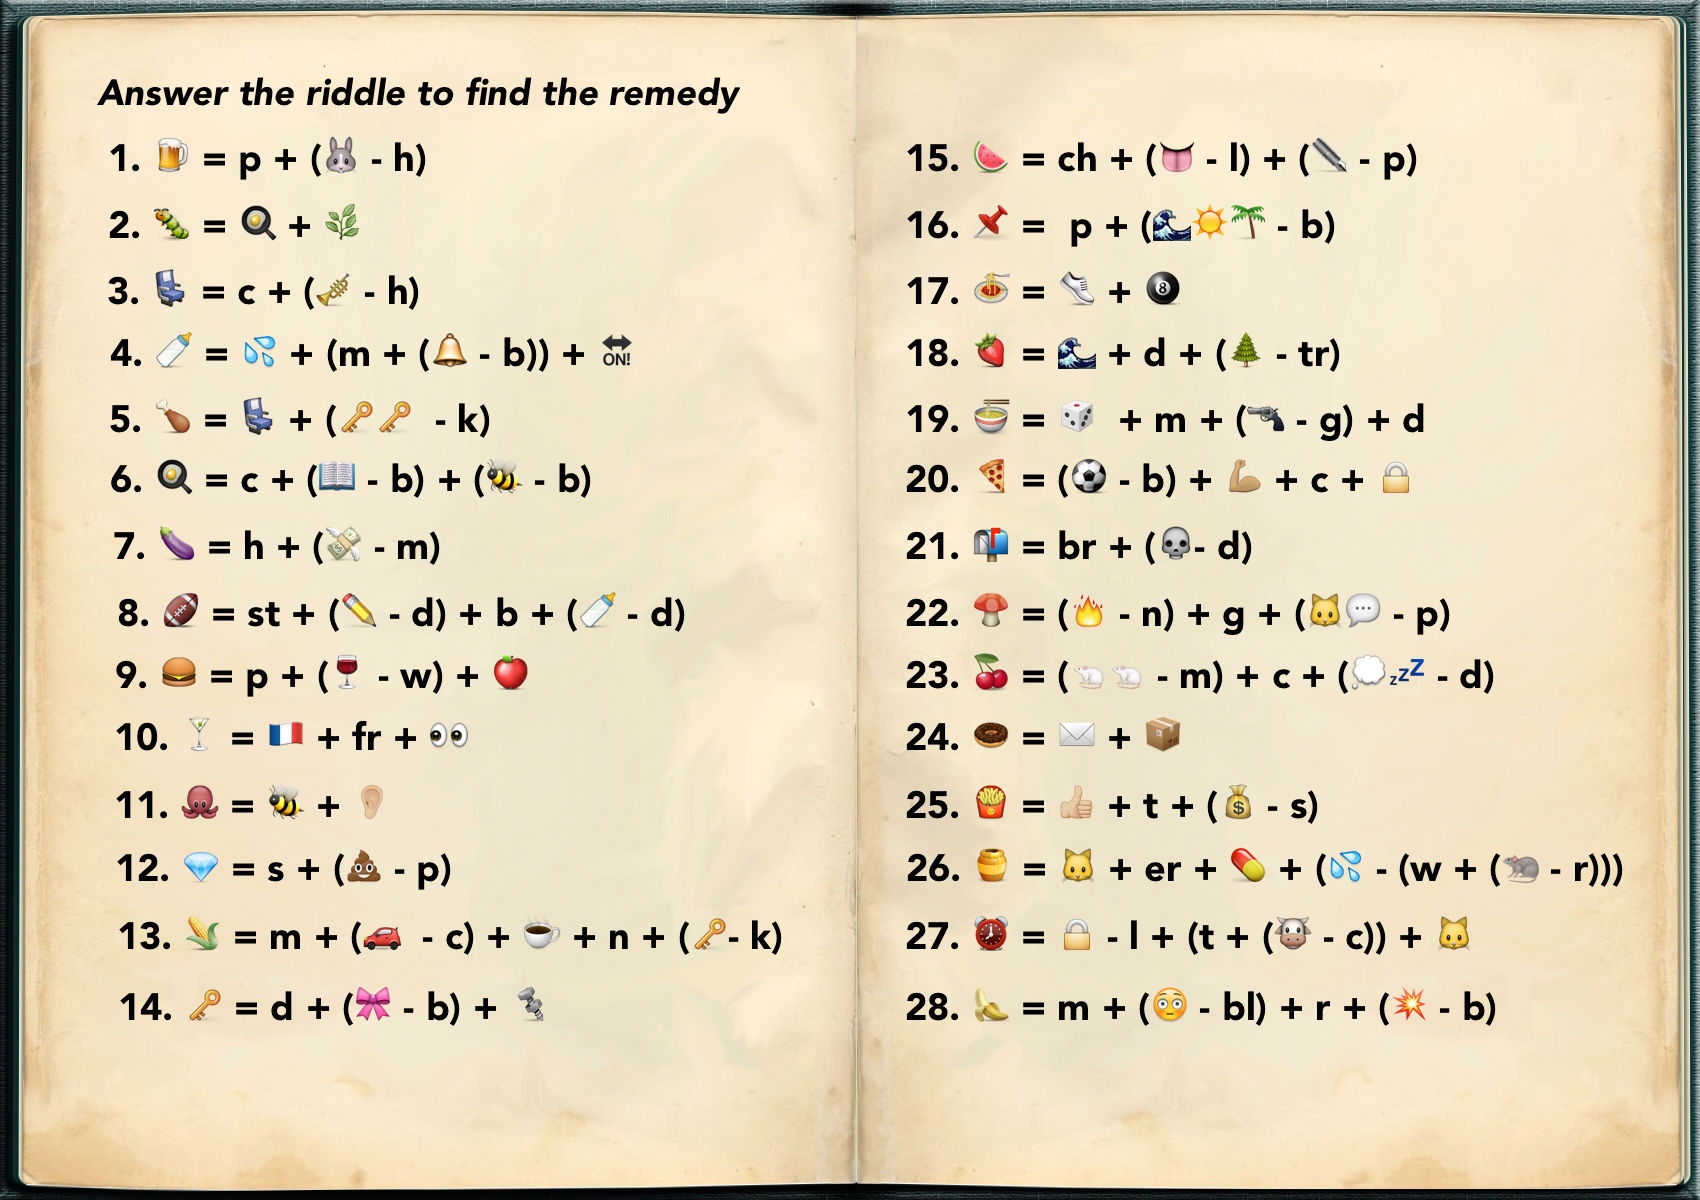 Answer the riddle to find the remedy
1. 🍺 = p + (🐰 - h)
2. 🐛 = 🍳 + 🌿
3. 💺 = c + (🎺 - h)
4. 🍼 = 💦 + (m + (🔔 - b)) + 🔛 ON!
5. 🍗 = 💺 + (🔑🔑 - k)
6. 🍳 = c + (📖 - b) + (🐝 - b)
7. 🍆 = h + (💸 - m)
8. 🏈 = st + (✏️ - d) + b + (🍼 - d)
9. 🍔 = p + (🍷 - w) + 🍎
10. 🍸 = 🇫🇷 + fr + 👀
11. 🐙 = 🐝 + 👂
12. 💎 = s + (💩 - p)
13. 🌽 = m + (🚗 - c) + ☕ + n + (🔑- k)
14. 🔑 = d + (🎀 - b) + 🔩
15. 🍉 = ch + (👅 - l) + (✒️ - p)
16. 📌 = p + (🌊☀️🌴 - b)
17. 🍝 = 👟 + 🎱
18. 🍓 = 🌊 + d + (🌲 - tr)
19. 🍜 = 🎲 + m + (🔫 - g) + d
20. 🍕 = (⚽ - b) + 💪 + c + 🔒
21. 📬 = br + (💀- d)
22. 🍄 = (🔥 - n) + g + (🐱💬 - p)
23. 🍒 = (🐁🐁 - m) + c + (💭💤 - d)
24. 🍩 = ✉️ + 📦
25. 🍟 = 👍 + t + (💰 - s)
26. 🍯 = 🐱 + er + 💊 + (💦 - (w + (🐀 - r)))
27. ⏰ = 🔒 - l + (t + (🐮 - c)) + 🐱
28. 🍌 = m + (😳 - bl) + r + (💥 - b)